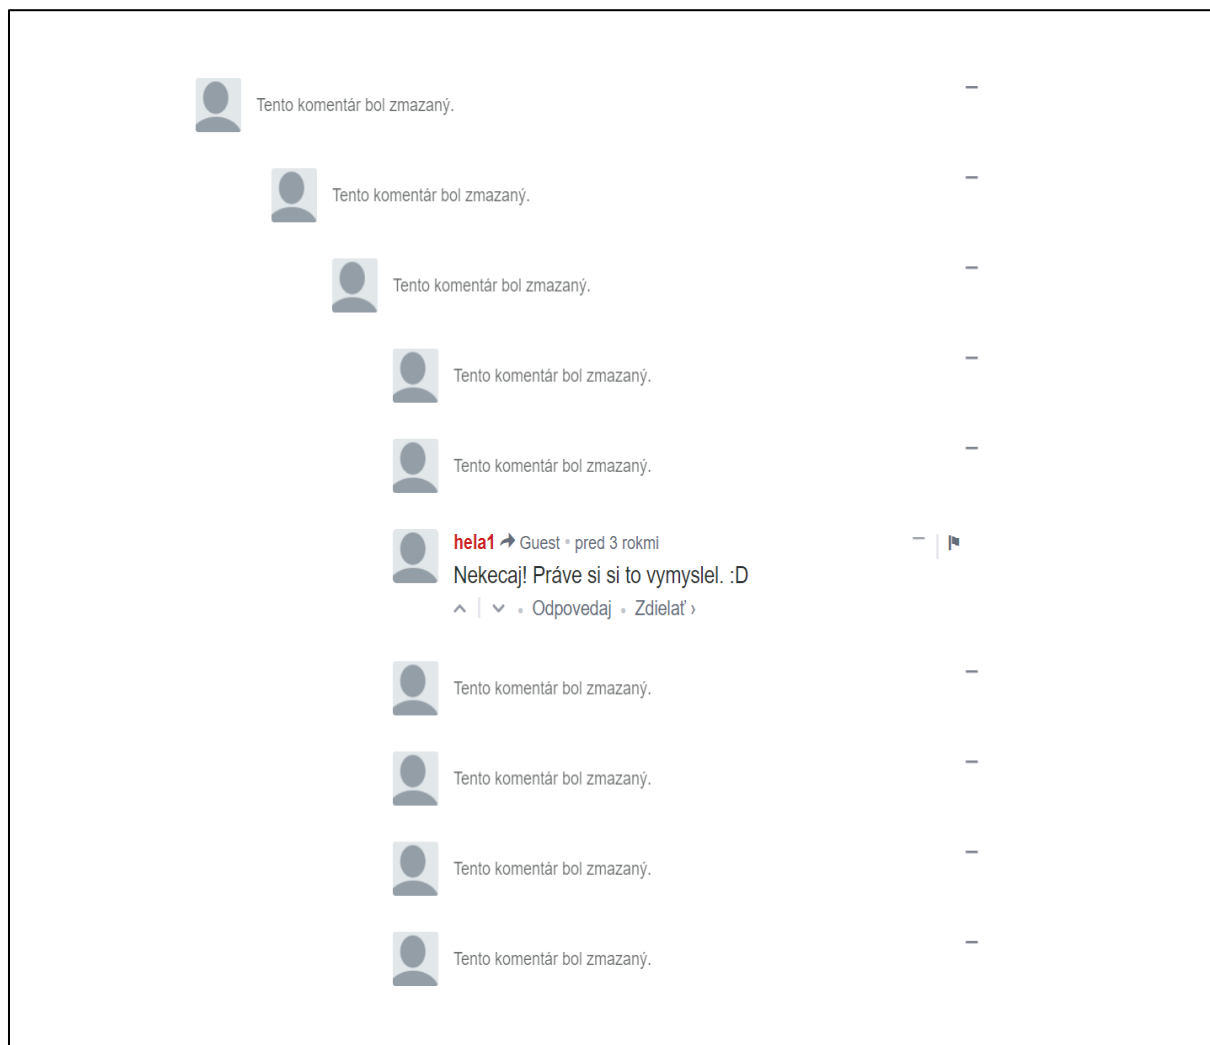 Tento komentár bol zmazaný.
Tento komentár bol zmazaný.
Tento komentár bol zmazaný.
Tento komentár bol zmazaný.
Tento komentár bol zmazaný.
hela1 Guest • pred 3 rokmi
Nekecaj! Práve si si to vymyslel. :D
• Odpovedaj • Zdielať ›
Tento komentár bol zmazaný.
Tento komentár bol zmazaný.
Tento komentár bol zmazaný.
Tento komentár bol zmazaný.